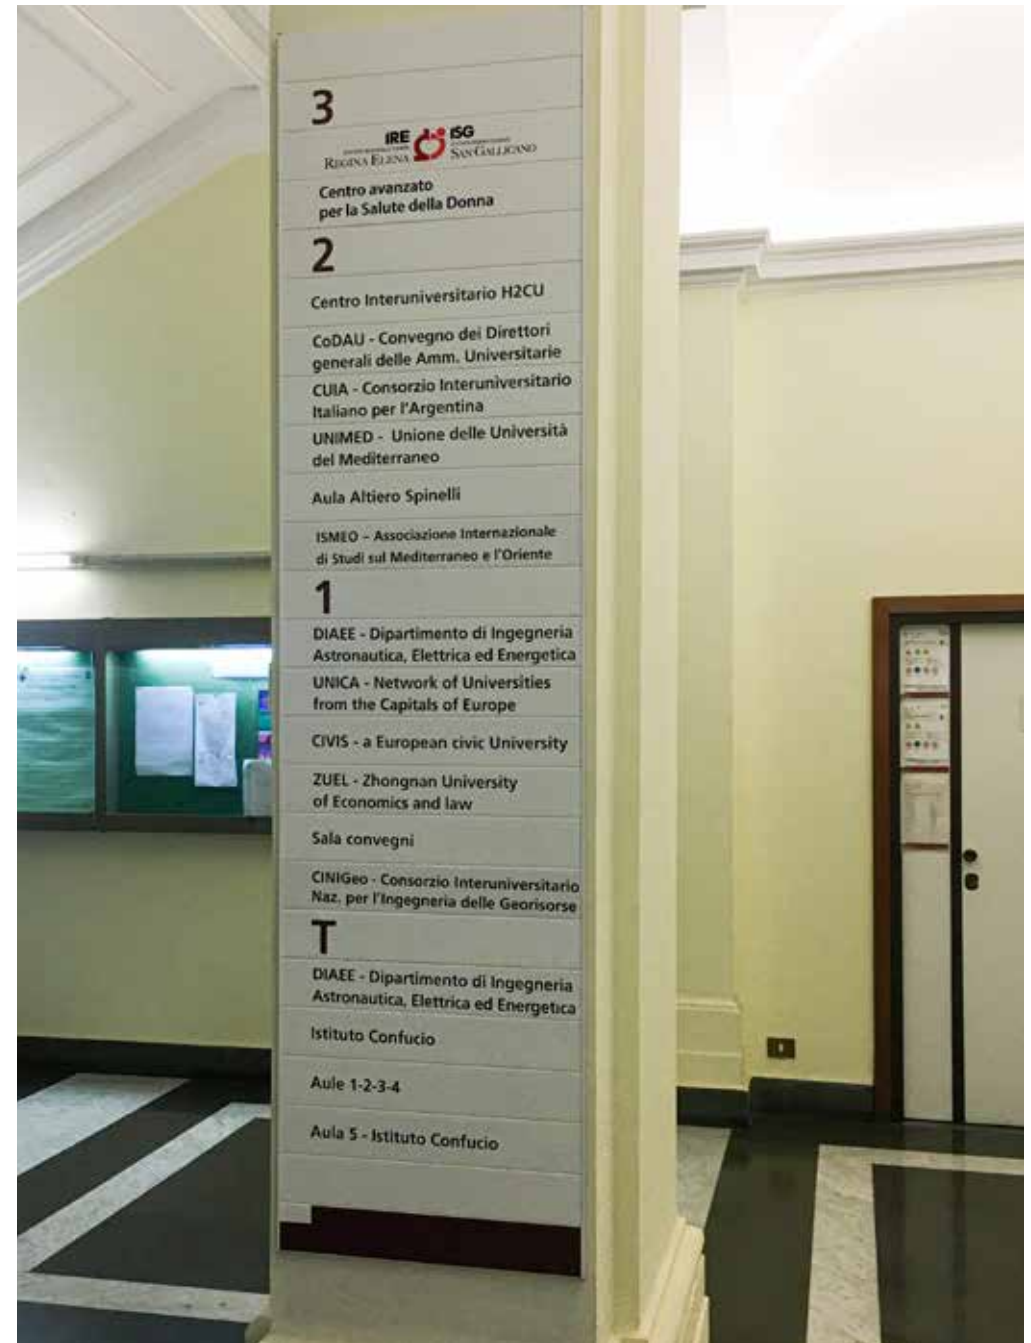 3
IRE ISG
REGINA ELENA SAN GALLICANO
Centro avanzato
per la Salute della Donna
2
Centro Interuniversitario H2CU
CoDAU - Convegno dei Direttori
generali delle Amm. Universitarie
CUIA - Consorzio Interuniversitario
Italiano per l'Argentina
UNIMED - Unione delle Università
del Mediterraneo
Aula Altiero Spinelli
ISMEO – Associazione Internazionale
di Studi sul Mediterraneo e l'Oriente
1
DIAEE - Dipartimento di Ingegneria
Astronautica, Elettrica ed Energetica
UNICA - Network of Universities
from the Capitals of Europe
CIVIS - a European civic University
ZUEL - Zhongnan University
of Economics and law
Sala convegni
CINIGeo - Consorzio Interuniversitario
Naz. per l'Ingegneria delle Georisorse
T
DIAEE - Dipartimento di Ingegneria
Astronautica, Elettrica ed Energetica
Istituto Confucio
Aule 1-2-3-4
Aula 5 - Istituto Confucio